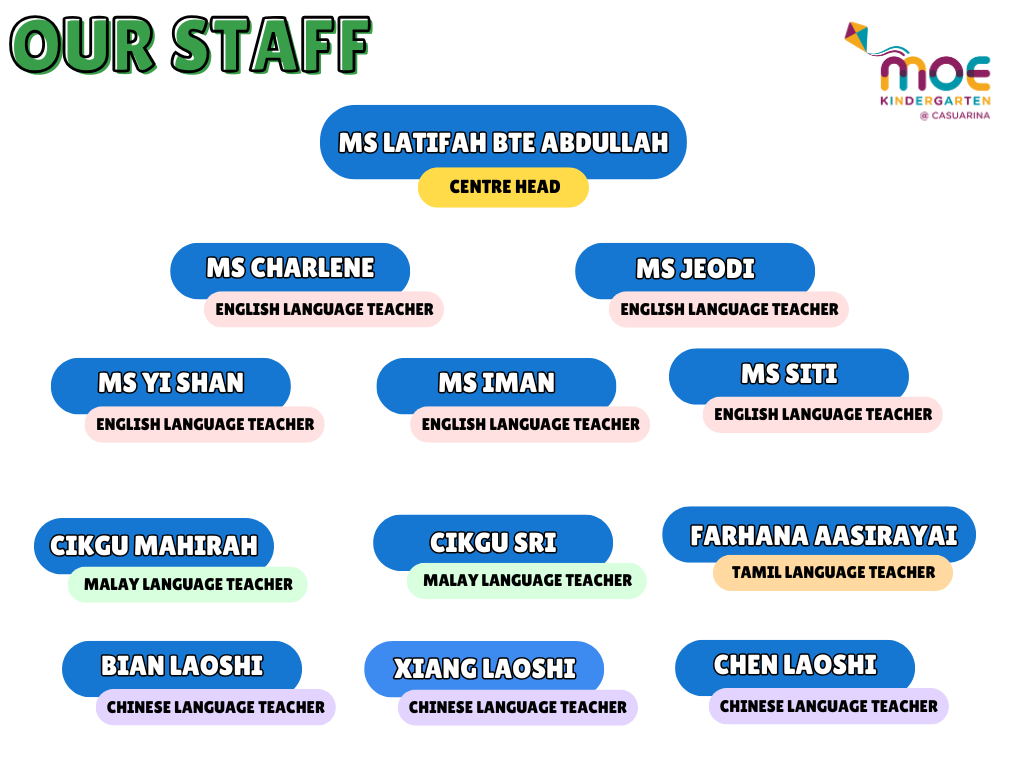 OUR STAFF
MOE
KINDERGARTEN
@ CASUARINA
MS LATIFAH BTE ABDULLAH
CENTRE HEAD
MS CHARLENE
ENGLISH LANGUAGE TEACHER
MS JEODI
ENGLISH LANGUAGE TEACHER
MS YI SHAN
ENGLISH LANGUAGE TEACHER
MS IMAN
ENGLISH LANGUAGE TEACHER
MS SITI
ENGLISH LANGUAGE TEACHER
CIKGU MAHIRAH
MALAY LANGUAGE TEACHER
CIKGU SRI
MALAY LANGUAGE TEACHER
FARHANA AASIRAYAI
TAMIL LANGUAGE TEACHER
BIAN LAOSHI
CHINESE LANGUAGE TEACHER
XIANG LAOSHI
CHINESE LANGUAGE TEACHER
CHEN LAOSHI
CHINESE LANGUAGE TEACHER